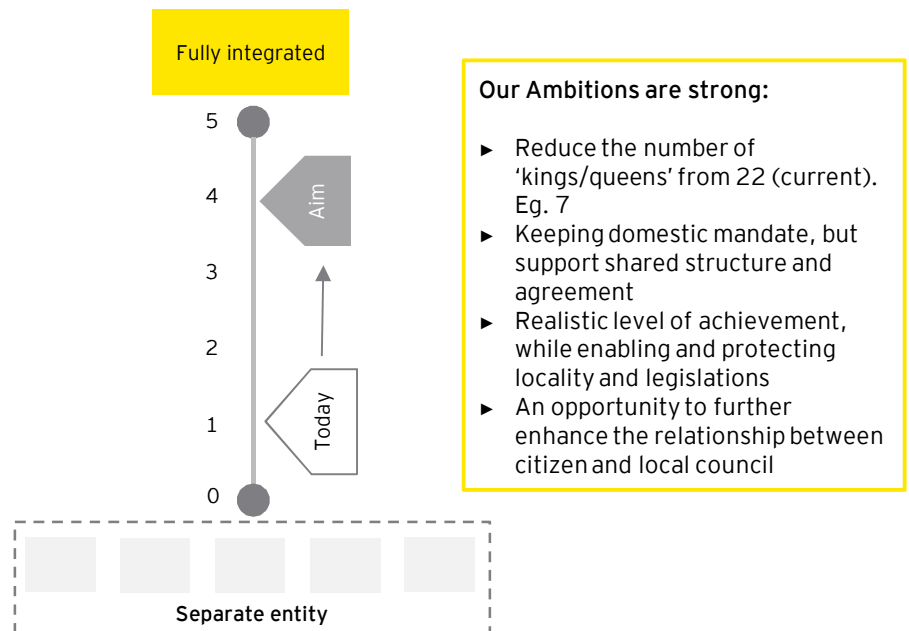 Fully integrated
5
4
Aim
3
2
1
Today
0
Separate entity
Our Ambitions are strong:
► Reduce the number of
'kings/queens' from 22 (current).
Eg. 7
► Keeping domestic mandate, but
support shared structure and
agreement
► Realistic level of achievement,
while enabling and protecting
locality and legislations
► An opportunity to further
enhance the relationship between
citizen and local council